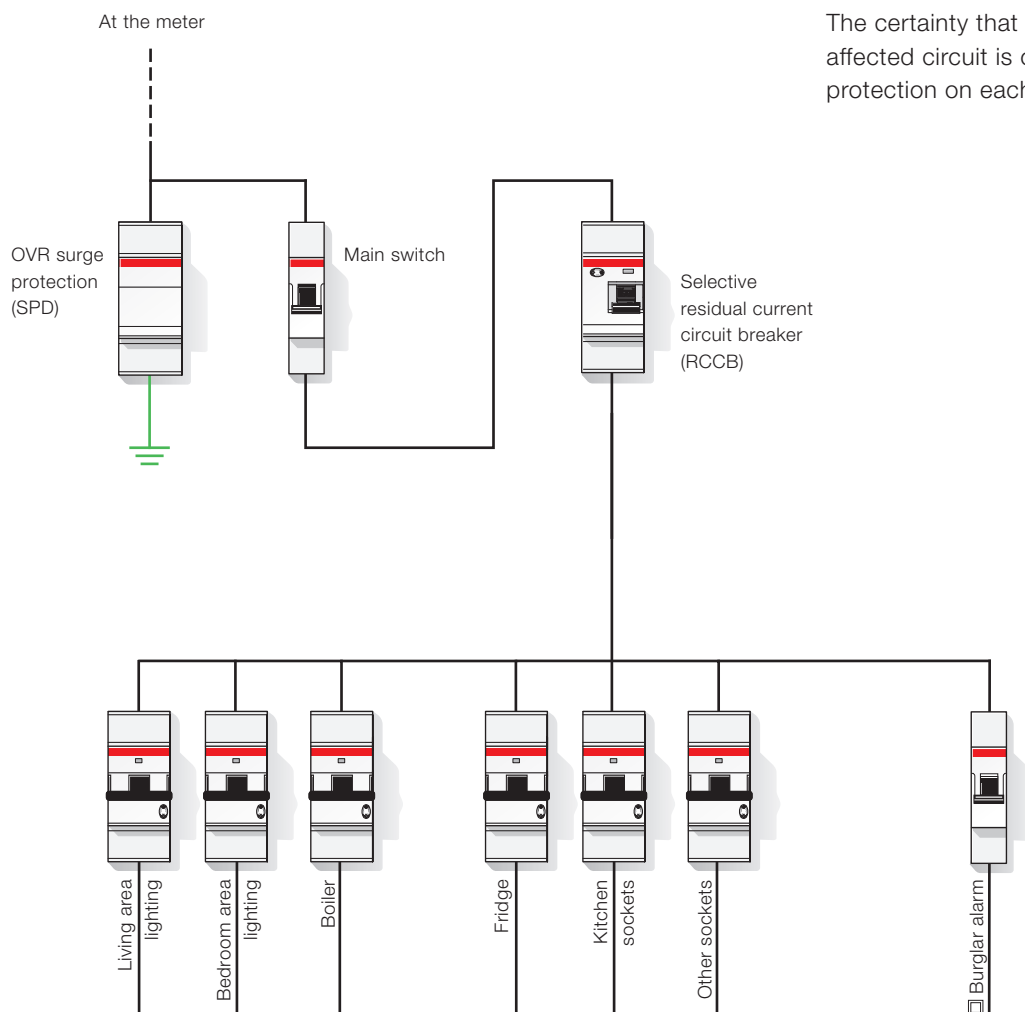 At the meter
The certainty that
affected circuit is
protection on each
OVR surge
protection
(SPD)
Main switch
Selective
residual current
circuit breaker
(RCCB)
Living area
lighting
Bedroom area
lighting
Boiler
Fridge
Kitchen
sockets
Other sockets
Burglar alarm